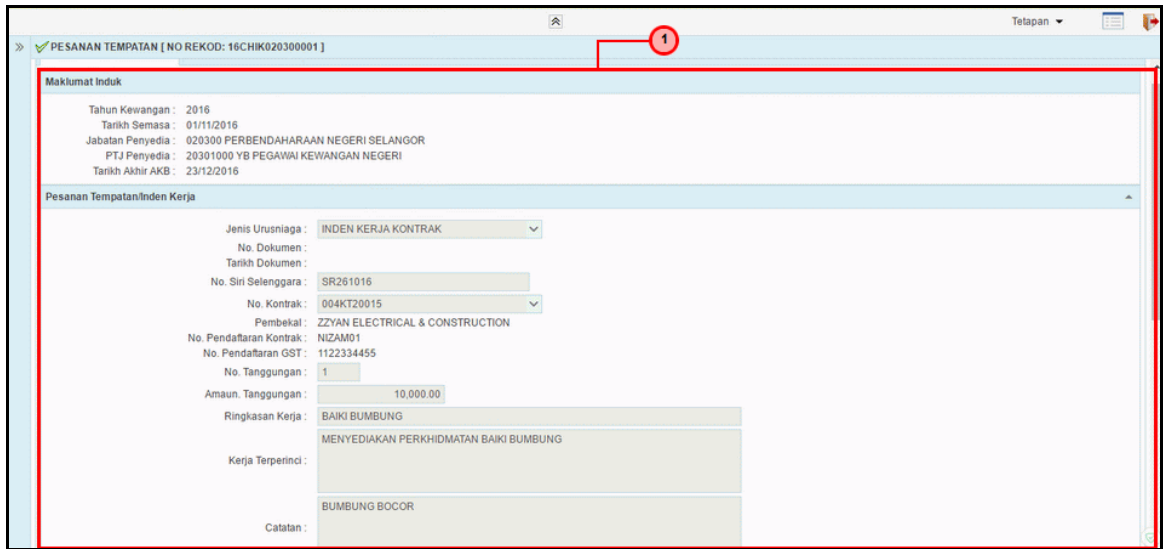 Tetapan
PESANAN TEMPATAN [ NO REKOD: 16CHIK020300001 ]
1
Maklumat Induk
Tahun Kewangan : 2016
Tarikh Semasa : 01/11/2016
Jabatan Penyedia : 020300 PERBENDAHARAAN NEGERI SELANGOR
PTJ Penyedia : 20301000 YB PEGAWAI KEWANGAN NEGERI
Tarikh Akhir AKB : 23/12/2016
Pesanan Tempatan/Inden Kerja
Jenis Urusniaga : INDEN KERJA KONTRAK
No. Dokumen :
Tarikh Dokumen :
No. Siri Selenggara : SR261016
No. Kontrak : 004KT20015
Pembekal : ZZYAN ELECTRICAL & CONSTRUCTION
No. Pendaftaran Kontrak : NIZAM01
No. Pendaftaran GST : 1122334455
No. Tanggungan : 1
Amaun. Tanggungan : 10,000.00
Ringkasan Kerja : BAIKI BUMBUNG
Kerja Terperinci : MENYEDIAKAN PERKHIDMATAN BAIKI BUMBUNG
Catatan : BUMBUNG BOCOR